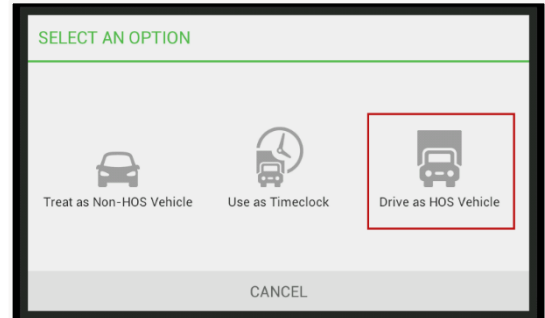 SELECT AN OPTION
Treat as Non-HOS Vehicle
Use as Timeclock
Drive as HOS Vehicle
CANCEL